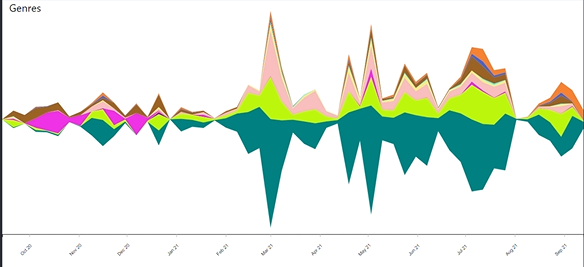 Genres
Oct 20
Nov 20
Dec 20
Jan 21
Feb 21
Mar 21
Apr 21
May 21
Jun 21
Jul 21
Aug 21
Sep 21